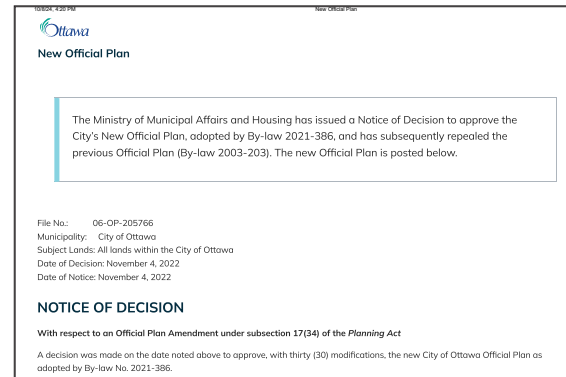 10/8/24, 4:20 PM New Official Plan
Ottawa
New Official Plan
The Ministry of Municipal Affairs and Housing has issued a Notice of Decision to approve the
City's New Official Plan, adopted by By-law 2021-386, and has subsequently repealed the
previous Official Plan (By-law 2003-203). The new Official Plan is posted below.
File No.: 06-OP-205766
Municipality: City of Ottawa
Subject Lands: All lands within the City of Ottawa
Date of Decision: November 4, 2022
Date of Notice: November 4, 2022
NOTICE OF DECISION
With respect to an Official Plan Amendment under subsection 17(34) of the Planning Act
A decision was made on the date noted above to approve, with thirty (30) modifications, the new City of Ottawa Official Plan as
adopted by By-law No. 2021-386.